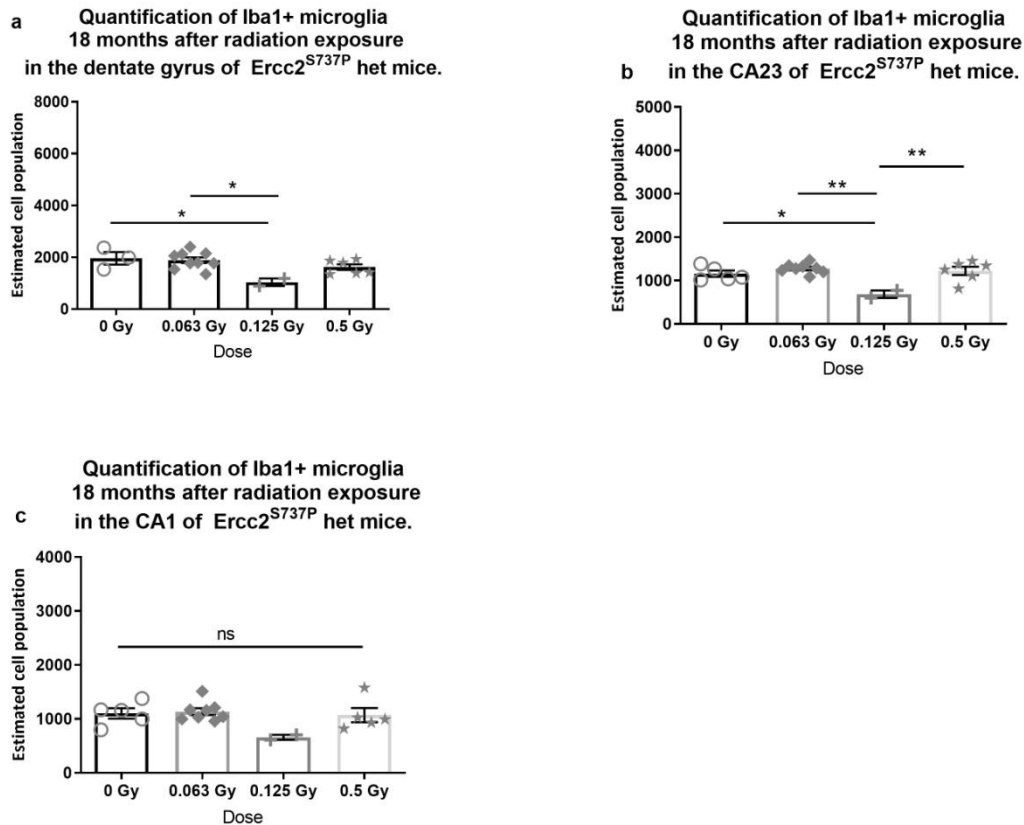 a
Quantification of Iba1+ microglia
18 months after radiation exposure
in the dentate gyrus of Ercc2S737P het mice.
Estimated cell population
8000
6000
4000
2000
0
*
*
0 Gy 0.063 Gy 0.125 Gy 0.5 Gy
Dose
b
Quantification of Iba1+ microglia
18 months after radiation exposure
in the CA23 of Ercc2S737P het mice.
Estimated cell population
5000
4000
3000
2000
1000
0
**
**
*
0 Gy 0.063 Gy 0.125 Gy 0.5 Gy
Dose
c
Quantification of Iba1+ microglia
18 months after radiation exposure
in the CA1 of Ercc2S737P het mice.
Estimated cell population
4000
3000
2000
1000
0
ns
0 Gy 0.063 Gy 0.125 Gy 0.5 Gy
Dose